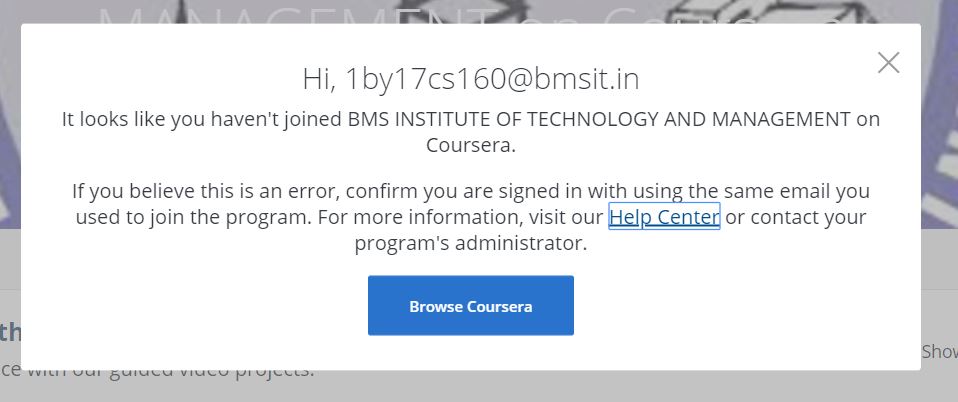 MANAGEMENT on Coursera
Hi, 1by17cs160@bmsit.in
It looks like you haven't joined BMS INSTITUTE OF TECHNOLOGY AND MANAGEMENT on
Coursera.
If you believe this is an error, confirm you are signed in with using the same email you
used to join the program. For more information, visit our Help Center or contact your
program's administrator.
Browse Coursera
th
Show
ce with our guided video projects.